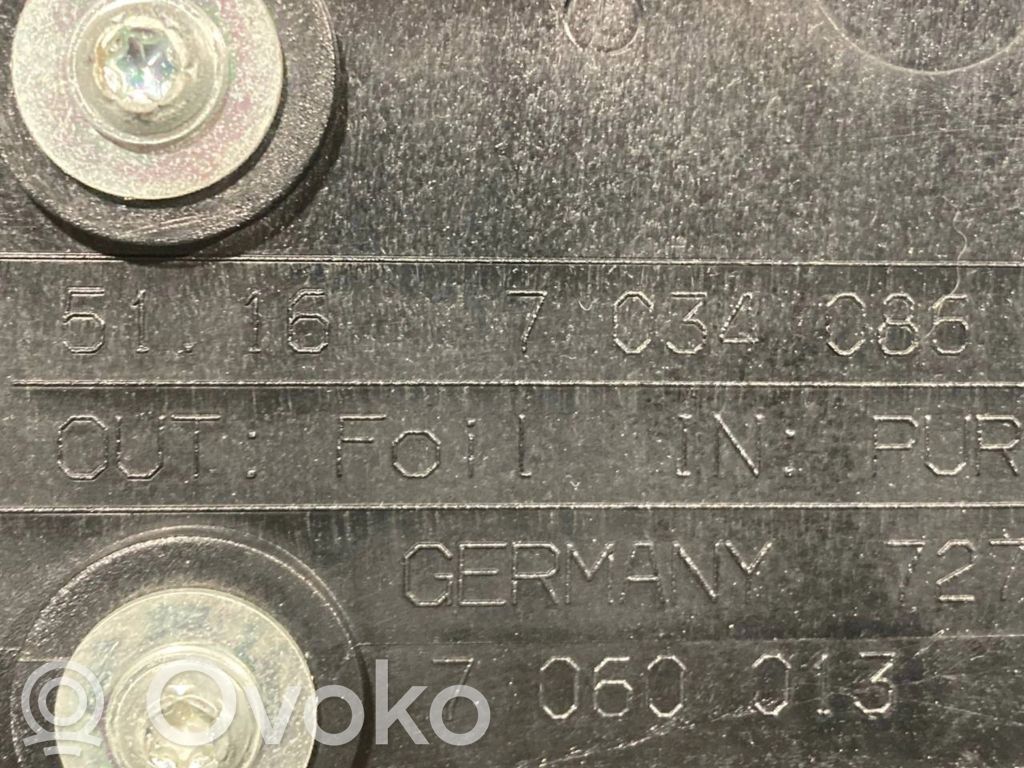 51.16 7 034 086
OUT: Foil IN: PUR
GERMANY 727
7 060 013
Ovoko